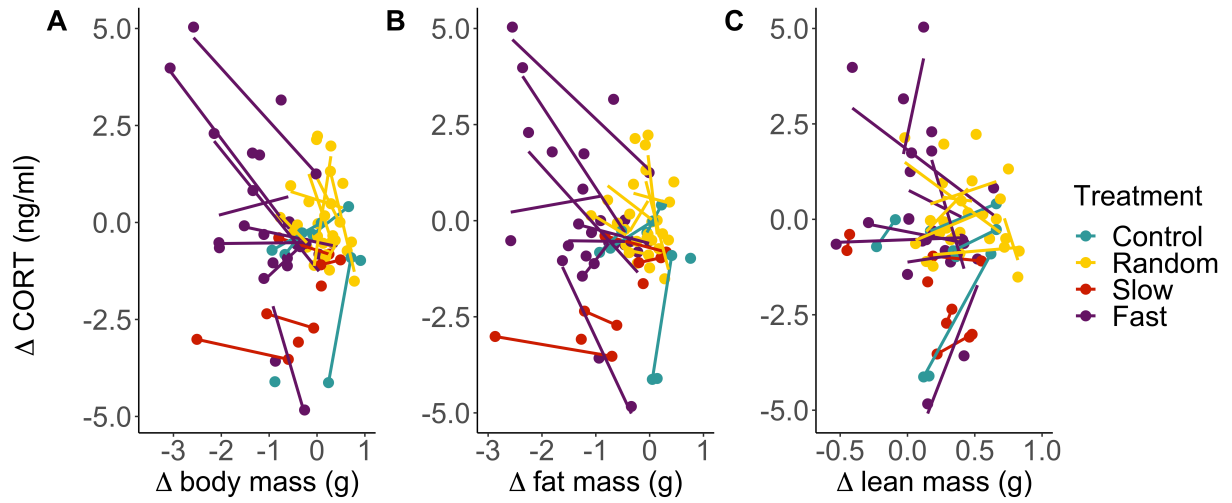 A
B
C
Δ CORT (ng/ml)
5.0
2.5
0.0
-2.5
-5.0
-3 -2 -1 0 1
Δ body mass (g)
5.0
2.5
0.0
-2.5
-5.0
-3 -2 -1 0 1
Δ fat mass (g)
5.0
2.5
0.0
-2.5
-5.0
-0.5 0.0 0.5 1.0
Δ lean mass (g)
Treatment
Control
Random
Slow
Fast